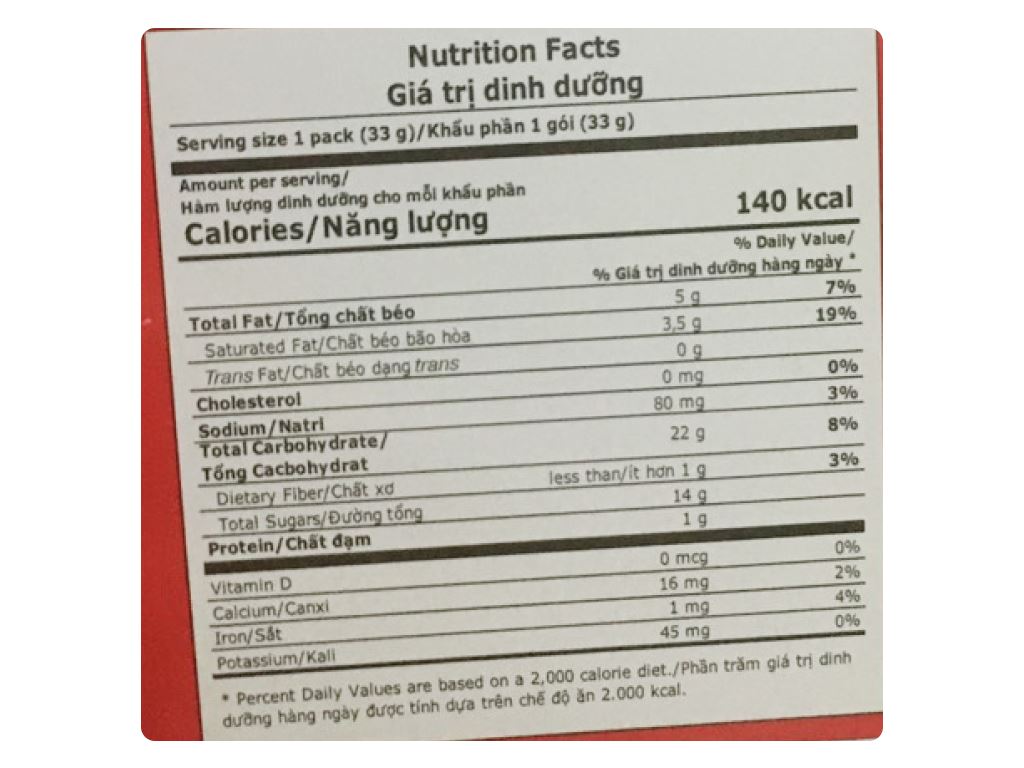 Nutrition Facts
Giá trị dinh dưỡng
Serving size 1 pack (33 g)/Khẩu phần 1 gói (33 g)
Amount per serving/
Hàm lượng dinh dưỡng cho mỗi khẩu phần
Calories/Năng lượng 140 kcal
% Daily Value/
% Giá trị dinh dưỡng hàng ngày *
Total Fat/Tổng chất béo 5 g 7%
Saturated Fat/Chất béo bão hòa 3,5 g 19%
Trans Fat/Chất béo dạng trans 0 g
Cholesterol 0 mg 0%
Sodium/Natri 80 mg 3%
Total Carbohydrate/
Tổng Cacbohydrat 22 g 8%
Dietary Fiber/Chất xơ less than/ít hơn 1 g 3%
Total Sugars/Đường tổng 14 g
Protein/Chất đạm 1 g
Vitamin D 0 mcg 0%
Calcium/Canxi 16 mg 2%
Iron/Sắt 1 mg 4%
Potassium/Kali 45 mg 0%
* Percent Daily Values are based on a 2,000 calorie diet./Phần trăm giá trị dinh
dưỡng hàng ngày được tính dựa trên chế độ ăn 2.000 kcal.